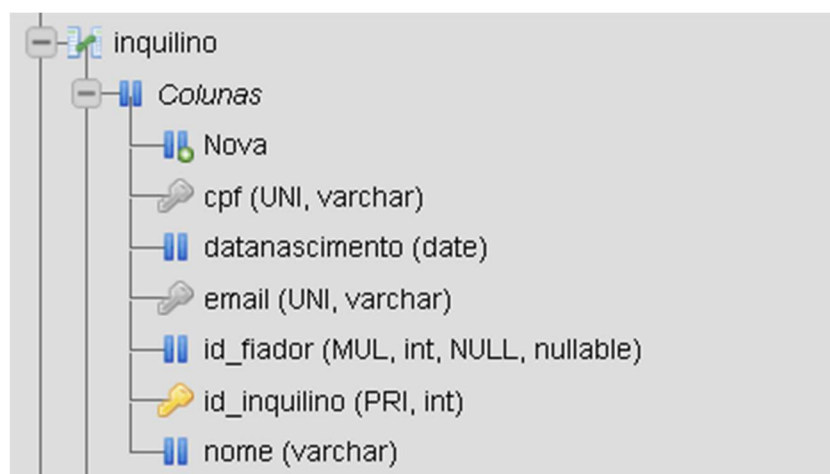 inquilino
Colunas
Nova
cpf (UNI, varchar)
datanascimento (date)
email (UNI, varchar)
id_fiador (MUL, int, NULL, nullable)
id_inquilino (PRI, int)
nome (varchar)